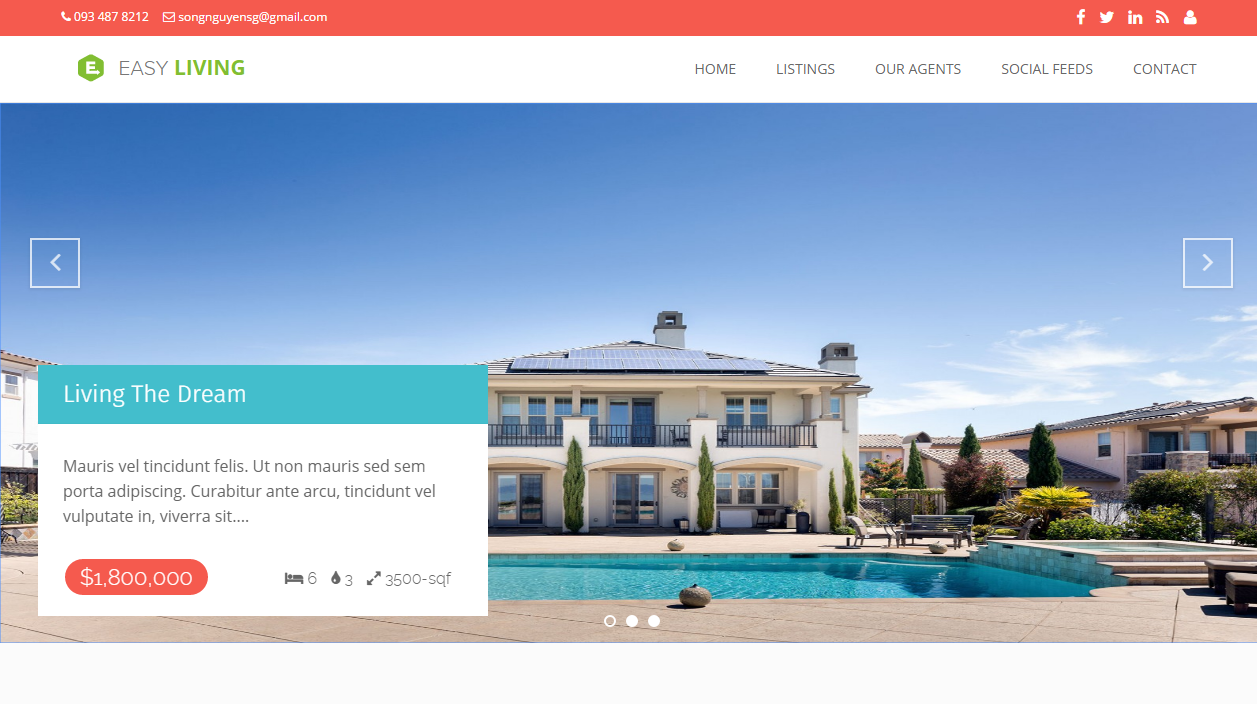 093 487 8212 songnguyensg@gmail.com
EASY LIVING
HOME LISTINGS OUR AGENTS SOCIAL FEEDS CONTACT
Living The Dream
Mauris vel tincidunt felis. Ut non mauris sed sem
porta adipiscing. Curabitur ante arcu, tincidunt vel
vulputate in, viverra sit....
$1,800,000 6 3 3500-sqf